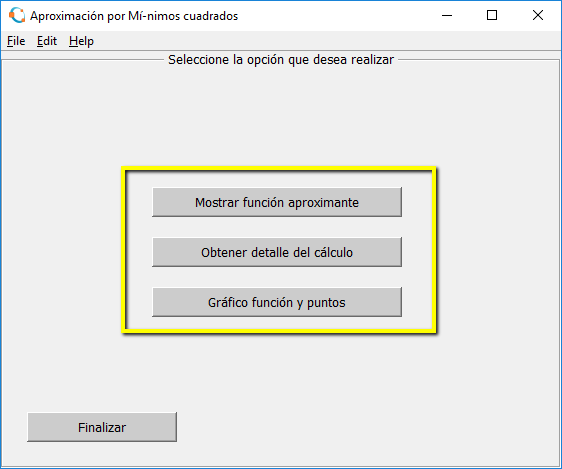 Aproximación por Mí-nimos cuadrados
File Edit Help
Seleccione la opción que desea realizar
Mostrar función aproximante
Obtener detalle del cálculo
Gráfico función y puntos
Finalizar